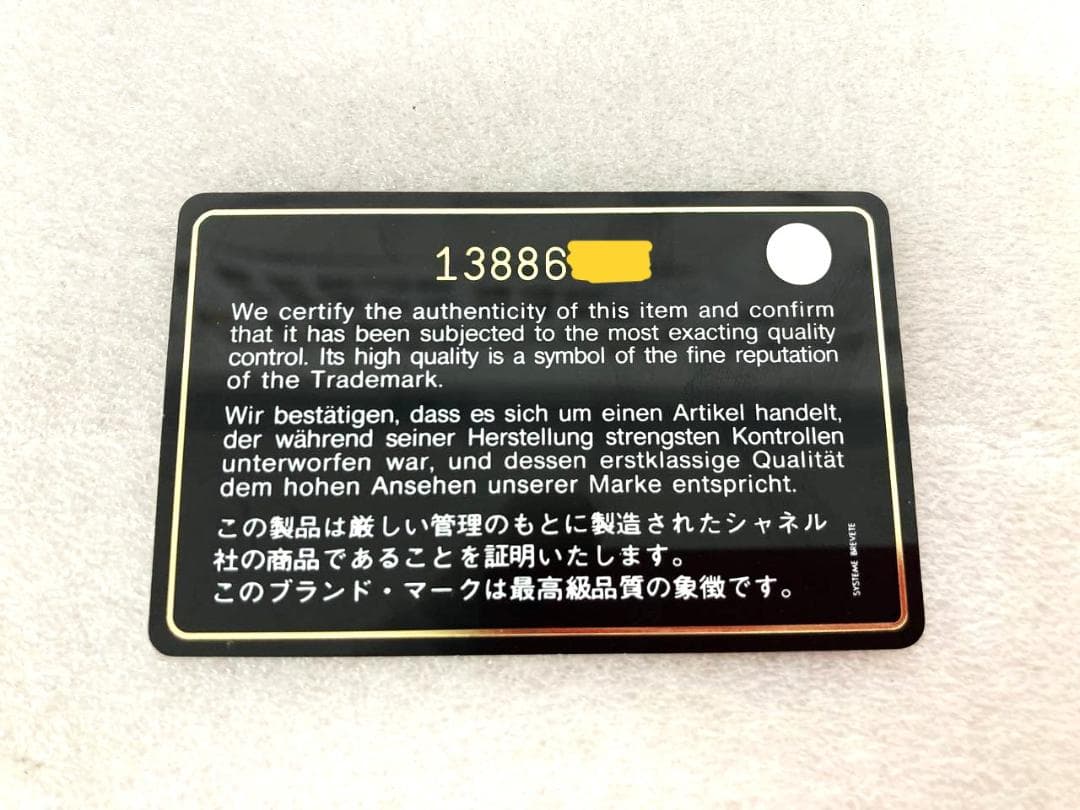 13886
We certify the authenticity of this item and confirm
that it has been subjected to the most exacting quality
control. Its high quality is a symbol of the fine reputation
of the Trademark.
Wir bestätigen, dass es sich um einen Artikel handelt,
der während seiner Herstellung strengsten Kontrollen
unterworfen war, und dessen erstklassige Qualität
dem hohen Ansehen unserer Marke entspricht.
この製品は厳しい管理のもとに製造されたシャネル
社の商品であることを証明いたします。
このブランド・マークは最高級品質の象徴です。
SYSTEME BREVETE